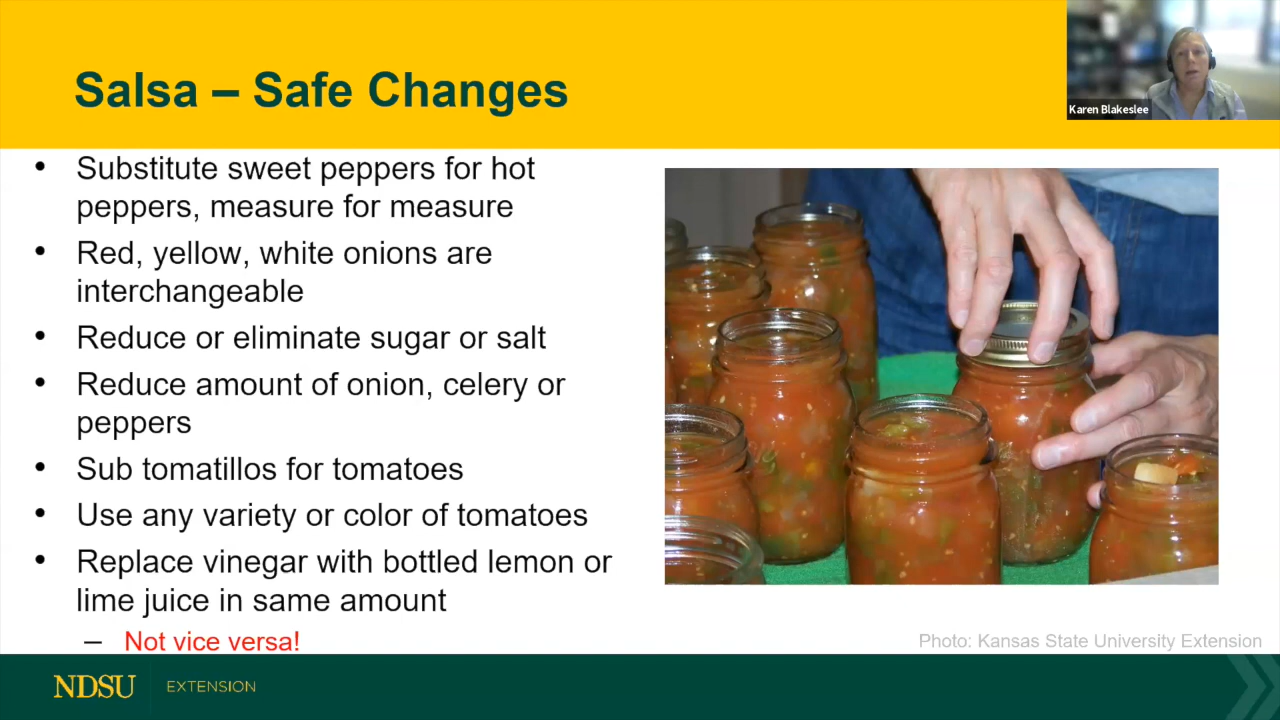 Salsa – Safe Changes
Karen Blakeslee
• Substitute sweet peppers for hot
peppers, measure for measure
• Red, yellow, white onions are
interchangeable
• Reduce or eliminate sugar or salt
• Reduce amount of onion, celery or
peppers
• Sub tomatillos for tomatoes
• Use any variety or color of tomatoes
• Replace vinegar with bottled lemon or
lime juice in same amount
– Not vice versa!
Photo: Kansas State University Extension
NDSU EXTENSION